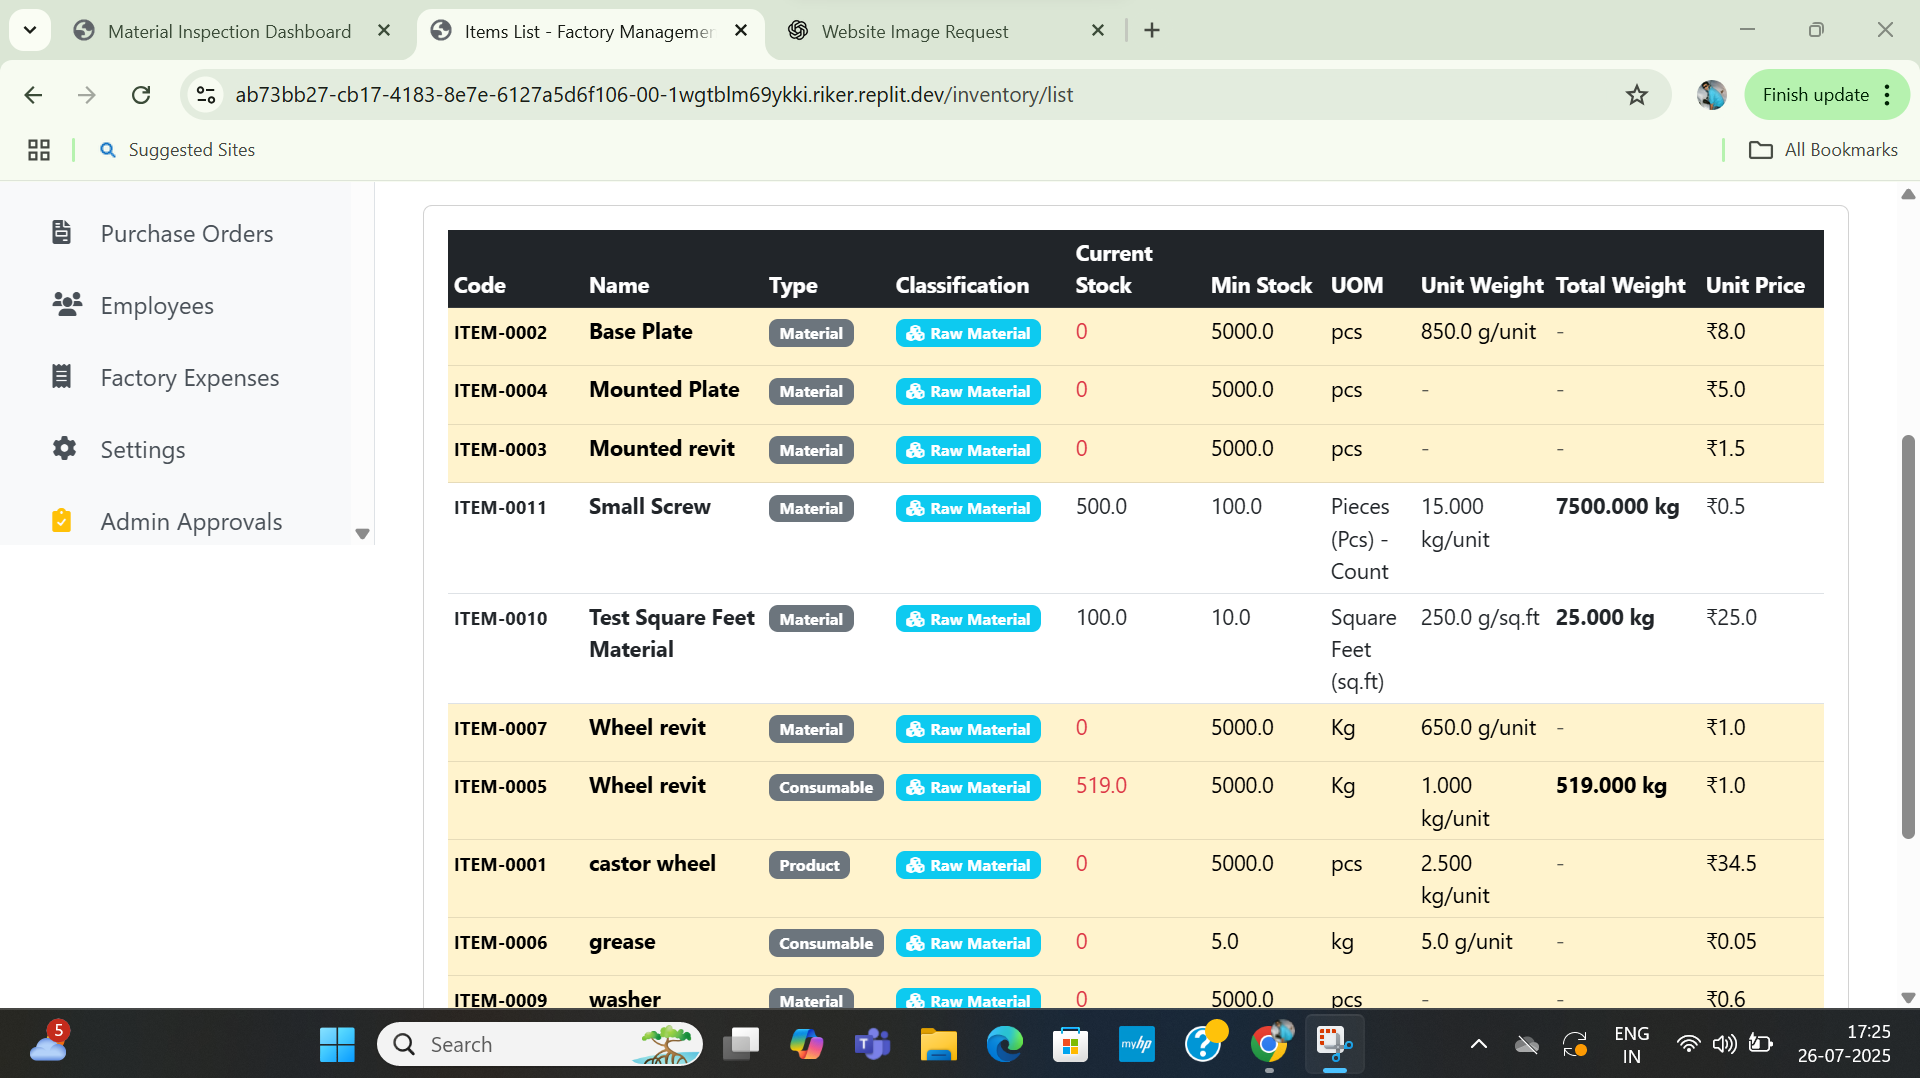 Material Inspection Dashboard
Items List - Factory Managemen
Website Image Request
ab73bb27-cb17-4183-8e7e-6127a5d6f106-00-1wgtblm69ykki.riker.replit.dev/inventory/list
Finish update
Suggested Sites
All Bookmarks
Purchase Orders
Employees
Factory Expenses
Settings
Admin Approvals
Code Name Type Classification Current Stock Min Stock UOM Unit Weight Total Weight Unit Price
ITEM-0002 Base Plate Material Raw Material 0 5000.0 pcs 850.0 g/unit - ₹8.0
ITEM-0004 Mounted Plate Material Raw Material 0 5000.0 pcs - - ₹5.0
ITEM-0003 Mounted revit Material Raw Material 0 5000.0 pcs - - ₹1.5
ITEM-0011 Small Screw Material Raw Material 500.0 100.0 Pieces (Pcs) - Count 15.000 kg/unit 7500.000 kg ₹0.5
ITEM-0010 Test Square Feet Material Material Raw Material 100.0 10.0 Square Feet (sq.ft) 250.0 g/sq.ft 25.000 kg ₹25.0
ITEM-0007 Wheel revit Material Raw Material 0 5000.0 Kg 650.0 g/unit - ₹1.0
ITEM-0005 Wheel revit Consumable Raw Material 519.0 5000.0 Kg 1.000 kg/unit 519.000 kg ₹1.0
ITEM-0001 castor wheel Product Raw Material 0 5000.0 pcs 2.500 kg/unit - ₹34.5
ITEM-0006 grease Consumable Raw Material 0 5.0 kg 5.0 g/unit - ₹0.05
ITEM-0009 washer Material Raw Material 0 5000.0 pcs - - ₹0.6
5
Search
T
myhp
?
ENG
IN
17:25
26-07-2025